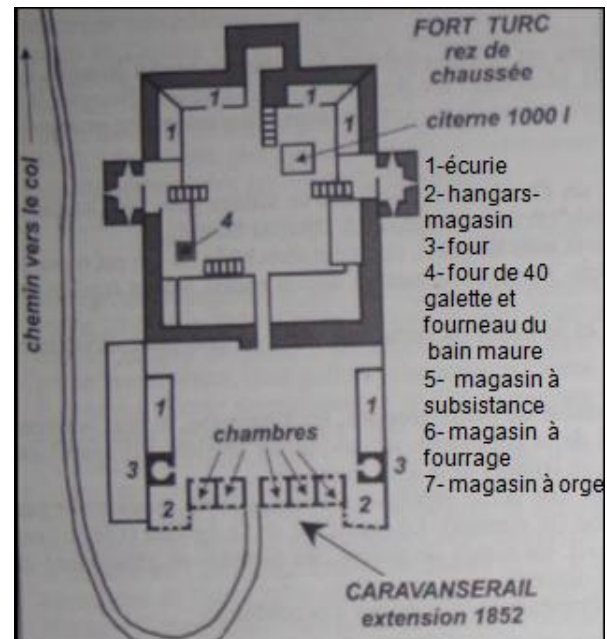 FORT TURC
rez de
chaussée
citerne 1000 l
1-écurie
2- hangars-
magasin
3- four
4- four de 40
galette et
fourneau du
bain maure
5- magasin à
subsistance
6- magasin à
fourrage
7- magasin à orge
chemin vers le col
1
1
1
1
4
1
1
chambres
3
3
2
2
CARAVANSERAIL
extension 1852